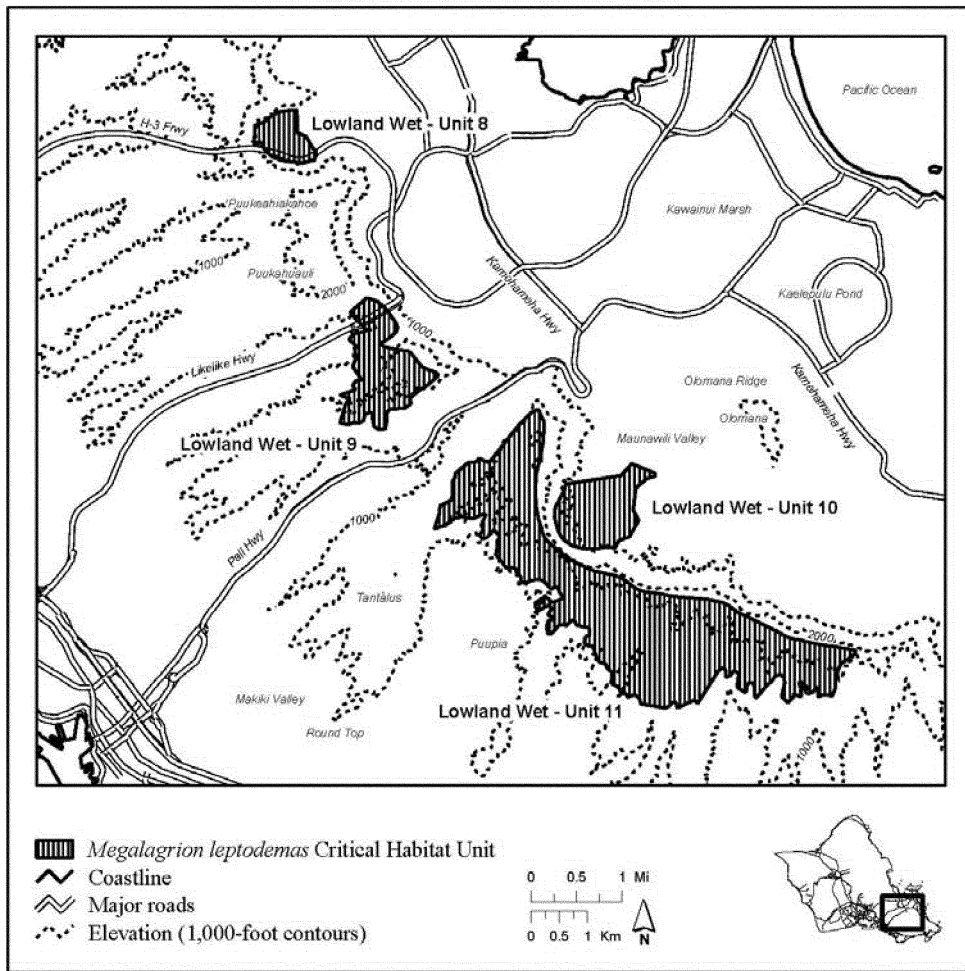 Pacific Ocean
H-3 Frwy
Lowland Wet - Unit 8
Puukeahiakahoe
Kawainui Marsh
1000
Puukahuauli
2000
Kamehameha Hwy
Kaelepulu Pond
1000
Likelike Hwy
Olomana Ridge
Kamehameha Hwy
Olomana
Lowland Wet - Unit 9
Maunawili Valley
Lowland Wet - Unit 10
1000
Pali Hwy
Tantalus
2000
Puupia
Makiki Valley
Lowland Wet - Unit 11
Round Top
1000
Megalagrion leptodemas Critical Habitat Unit
Coastline
Major roads
Elevation (1,000-foot contours)
0 0.5 1 Mi
0 0.5 1 Km
N